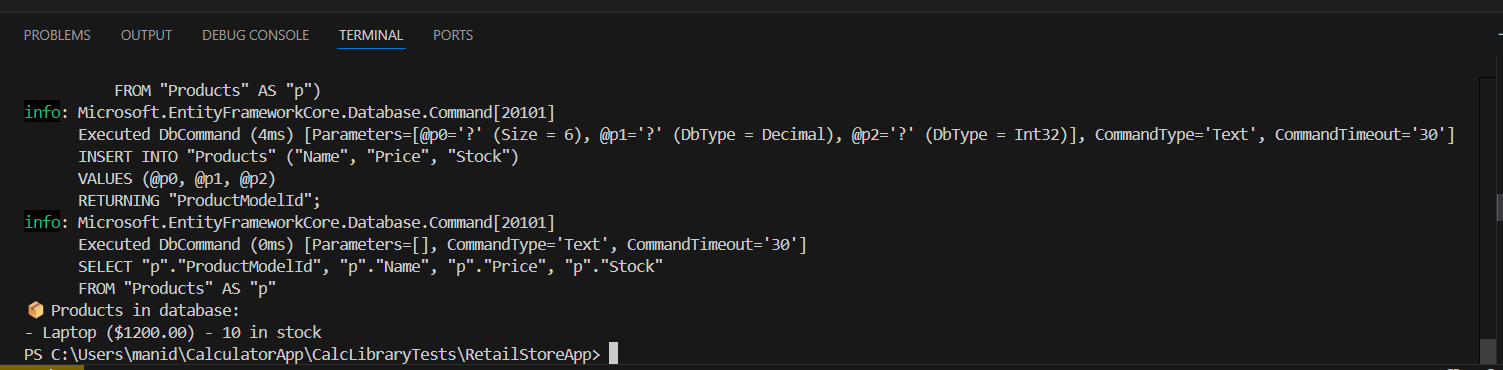 PROBLEMS OUTPUT DEBUG CONSOLE TERMINAL PORTS
FROM "Products" AS "p")
info: Microsoft.EntityFrameworkCore.Database.Command[20101]
Executed DbCommand (4ms) [Parameters=[@p0='?' (Size = 6), @p1='?' (DbType = Decimal), @p2='?' (DbType = Int32)], CommandType='Text', CommandTimeout='30']
INSERT INTO "Products" ("Name", "Price", "Stock")
VALUES (@p0, @p1, @p2)
RETURNING "ProductModelId";
info: Microsoft.EntityFrameworkCore.Database.Command[20101]
Executed DbCommand (0ms) [Parameters=[], CommandType='Text', CommandTimeout='30']
SELECT "p"."ProductModelId", "p"."Name", "p"."Price", "p"."Stock"
FROM "Products" AS "p"
📦 Products in database:
- Laptop ($1200.00) - 10 in stock
PS C:\Users\manid\CalculatorApp\CalcLibraryTests\RetailStoreApp>